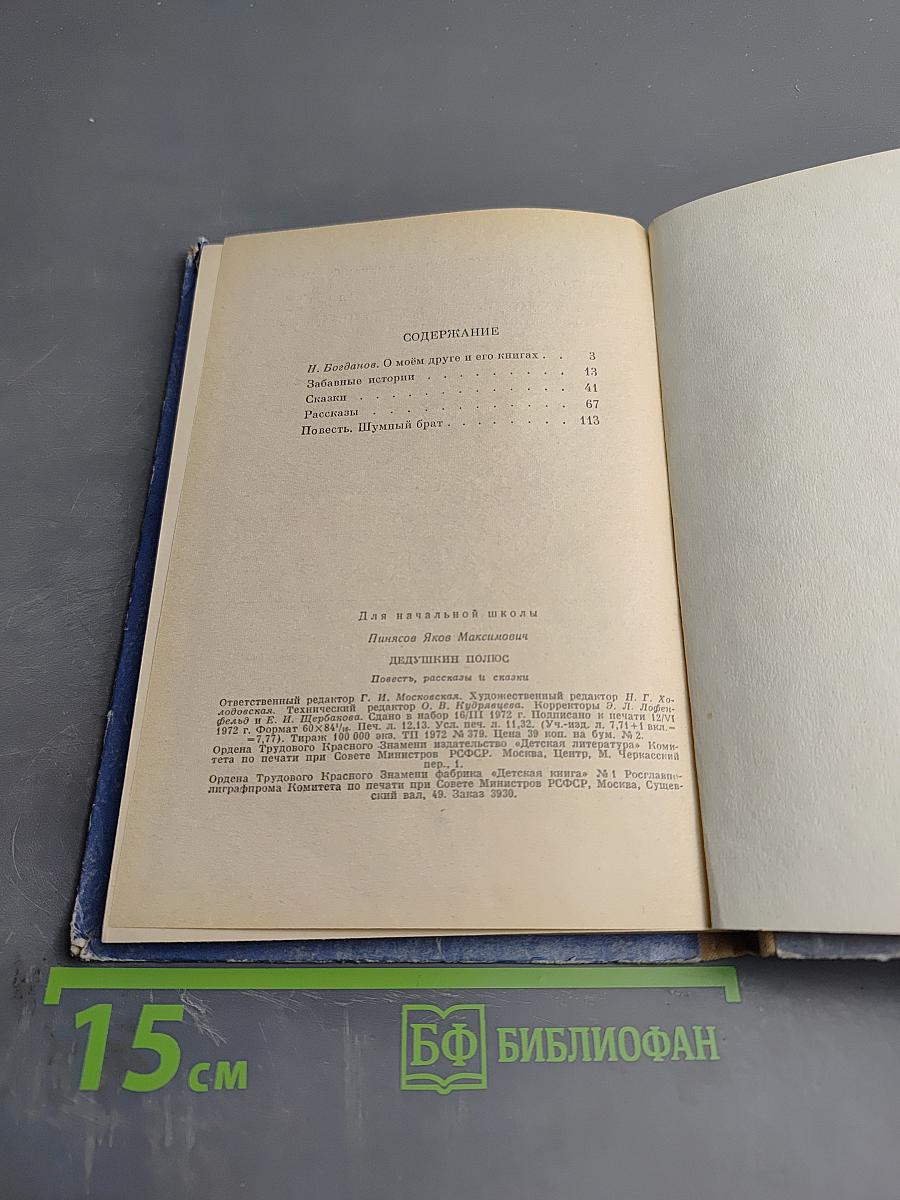 СОДЕРЖАНИЕ
Н. Богданов. О моём друге и его книгах . . 3
Забавные истории . . . . . . . . . 13
Сказки . . . . . . . . . . . . 41
Рассказы . . . . . . . . . . . 67
Повесть. Шумный брат . . . . . . . . 113
Для начальной школы
Пинясов Яков Максимович
ДЕДУШКИН ПОЛЮС
Повесть, рассказы и сказки
Ответственный редактор Г. И. Московская. Художественный редактор Н. Г. Хо-
лодовская. Технический редактор О. В. Кудрявцева. Корректоры Э. Л. Лофен-
фельд и Е. И. Щербакова. Сдано в набор 16/III 1972 г. Подписано к печати 12/VI
1972 г. Формат 60×84¹/₁₆. Печ. л. 12,13. Усл. печ. л. 11,32. (Уч.-изд. л. 7,71+1 вкл.=
=7,77). Тираж 100 000 экз. ТП 1972 № 379. Цена 39 коп. на бум. № 2.
Ордена Трудового Красного Знамени издательство «Детская литература» Коми-
тета по печати при Совете Министров РСФСР. Москва, Центр, М. Черкасский
пер., 1.
Ордена Трудового Красного Знамени фабрика «Детская книга» № 1 Росглавпо-
лиграфпрома Комитета по печати при Совете Министров РСФСР, Москва, Сущев-
ский вал, 49. Заказ 3930.
15 см
БФ БИБЛИОФАН